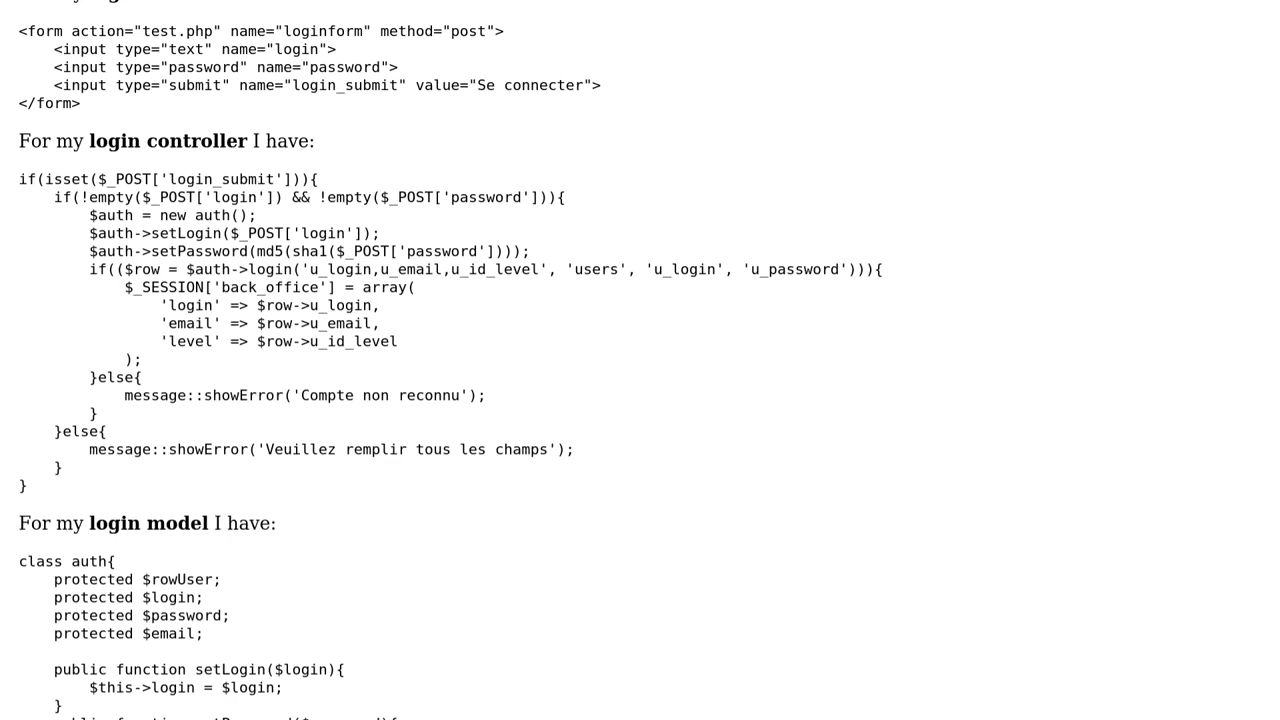 <form action="test.php" name="loginform" method="post">
    <input type="text" name="login">
    <input type="password" name="password">
    <input type="submit" name="login_submit" value="Se connecter">
</form>
For my login controller I have:
if(isset($_POST['login_submit'])){
    if(!empty($_POST['login']) && !empty($_POST['password'])){
        $auth = new auth();
        $auth->setLogin($_POST['login']);
        $auth->setPassword(md5(sha1($_POST['password'])));
        if(($row = $auth->login('u_login,u_email,u_id_level', 'users', 'u_login', 'u_password'))){
            $_SESSION['back_office'] = array(
                'login' => $row->u_login,
                'email' => $row->u_email,
                'level' => $row->u_id_level
            );
        }else{
            message::showError('Compte non reconnu');
        }
    }else{
        message::showError('Veuillez remplir tous les champs');
    }
}
For my login model I have:
class auth{
    protected $rowUser;
    protected $login;
    protected $password;
    protected $email;

    public function setLogin($login){
        $this->login = $login;
    }